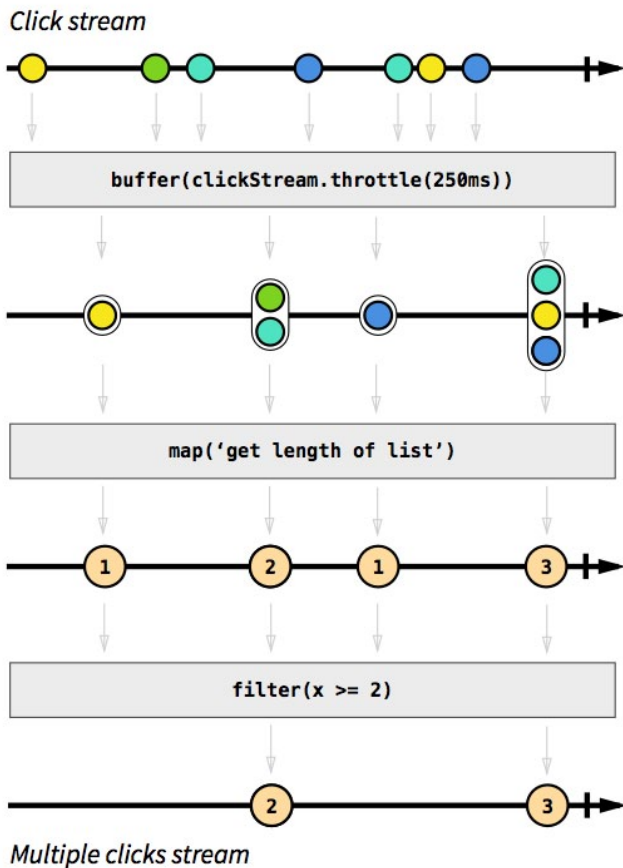 Click stream
buffer(clickStream.throttle(250ms))
map(‘get length of list’)
1 2 1 3
filter(x >= 2)
2 3
Multiple clicks stream